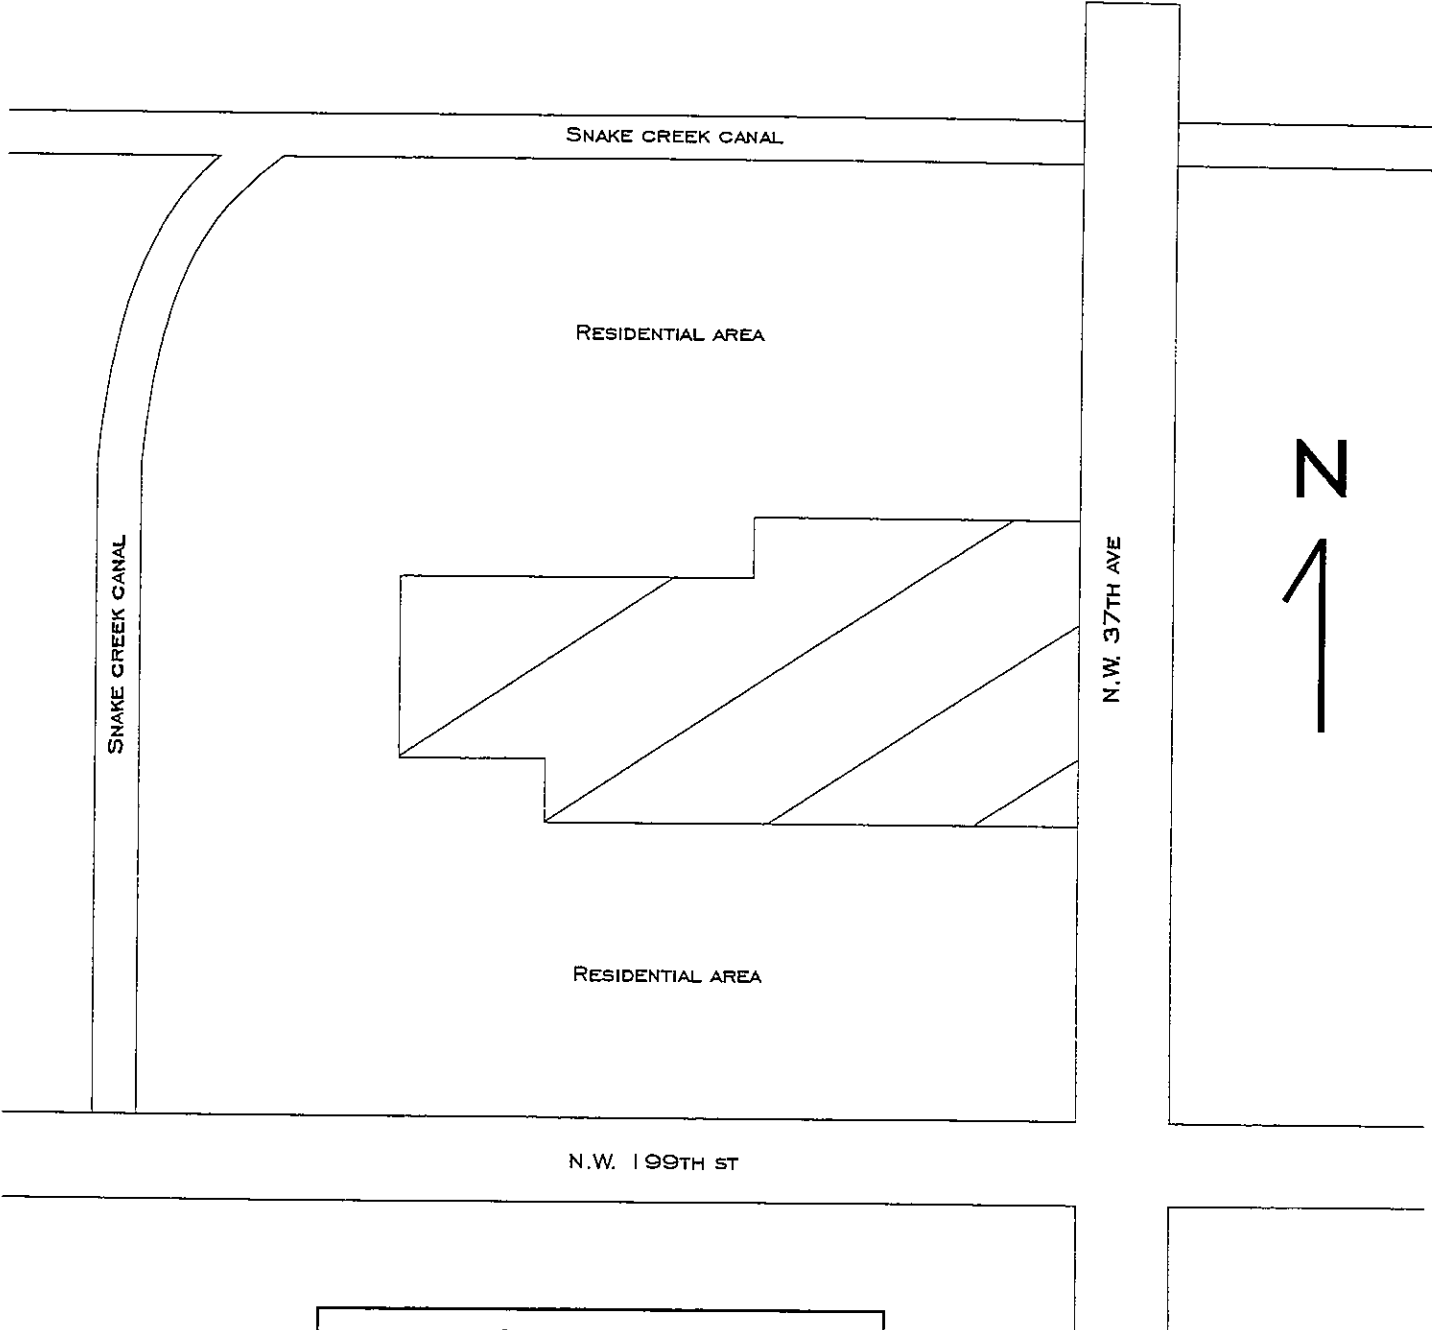 SNAKE CREEK CANAL
RESIDENTIAL AREA
N
SNAKE CREEK CANAL
N.W. 37TH AVE
RESIDENTIAL AREA
N.W. 199TH ST